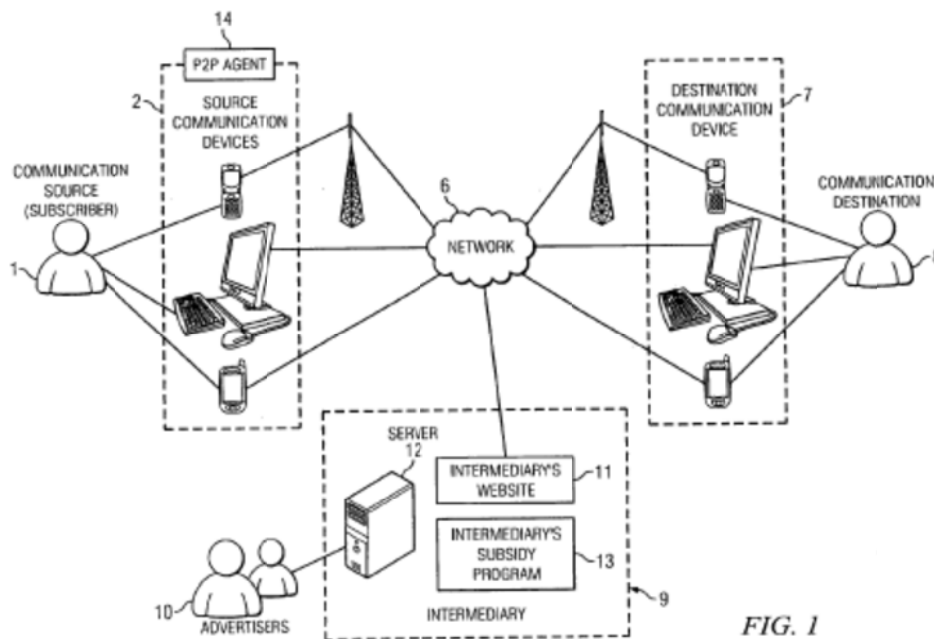 14
P2P AGENT
2
SOURCE
COMMUNICATION
DEVICES
COMMUNICATION
SOURCE
(SUBSCRIBER)
1
6
NETWORK
DESTINATION
COMMUNICATION
DEVICE
7
COMMUNICATION
DESTINATION
SERVER
12
INTERMEDIARY'S
WEBSITE
11
INTERMEDIARY'S
SUBSIDY
PROGRAM
13
10
ADVERTISERS
INTERMEDIARY
9
FIG. 1